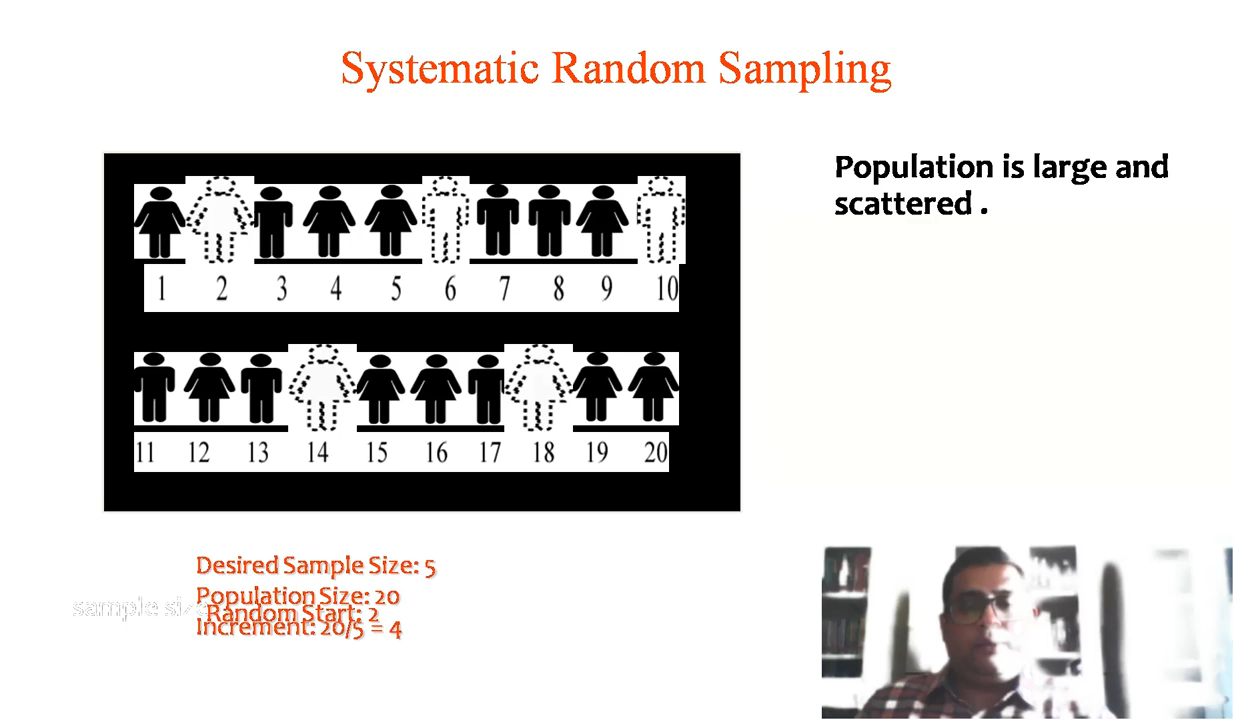 Systematic Random Sampling
Population is large and
scattered .
1 2 3 4 5 6 7 8 9 10
11 12 13 14 15 16 17 18 19 20
Desired Sample Size: 5
Population Size: 20
sample size
.Random Start: 2
Increment: 20/5 = 4